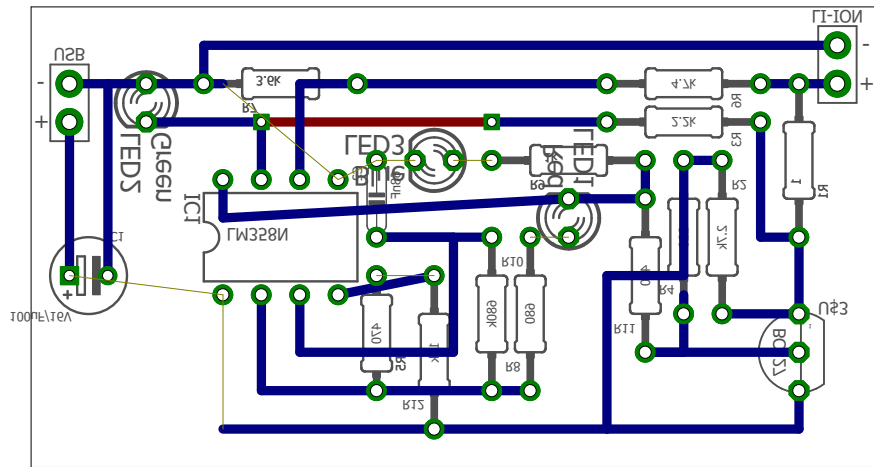 LI-ION
-
+
USB
-
+
3.6k
R7
4.7k
R6
2.2k
R3
LED2
Green
LED3
Blue
LED1
Red
R9
1
R1
R2
2.7k
IC1
LM358N
C1
+
100uF/16V
R10
680k
680
R8
470
R5
R12
R4
R11
U$3
BC327